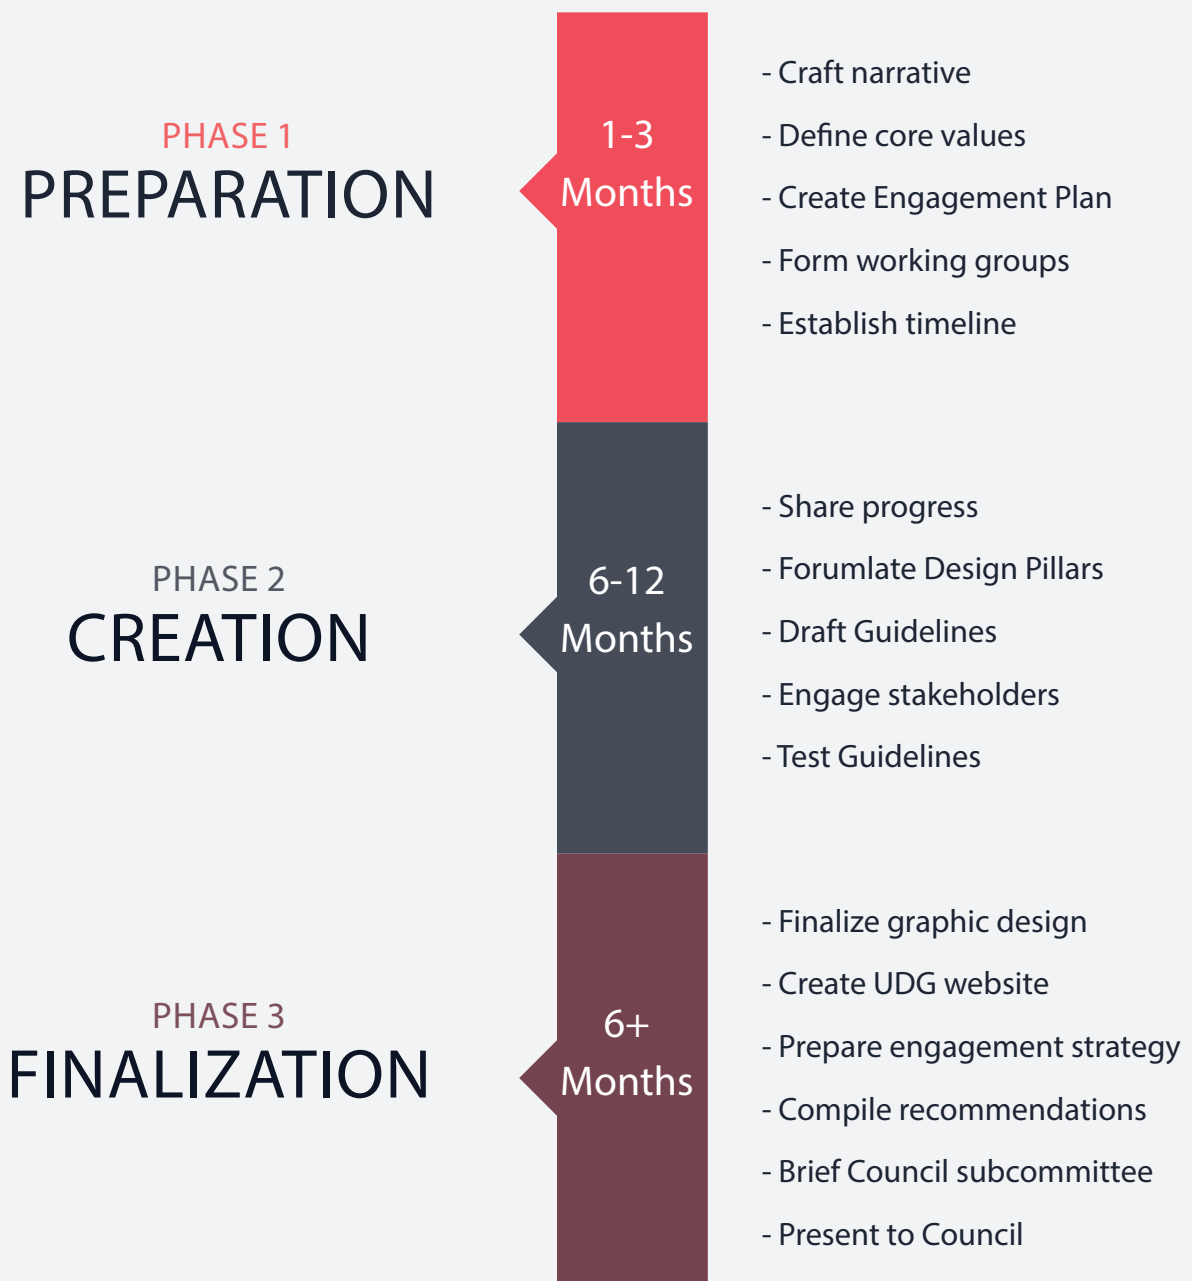 PHASE 1
PREPARATION
1-3
Months
- Craft narrative
- Define core values
- Create Engagement Plan
- Form working groups
- Establish timeline
PHASE 2
CREATION
6-12
Months
- Share progress
- Forumlate Design Pillars
- Draft Guidelines
- Engage stakeholders
- Test Guidelines
PHASE 3
FINALIZATION
6+
Months
- Finalize graphic design
- Create UDG website
- Prepare engagement strategy
- Compile recommendations
- Brief Council subcommittee
- Present to Council